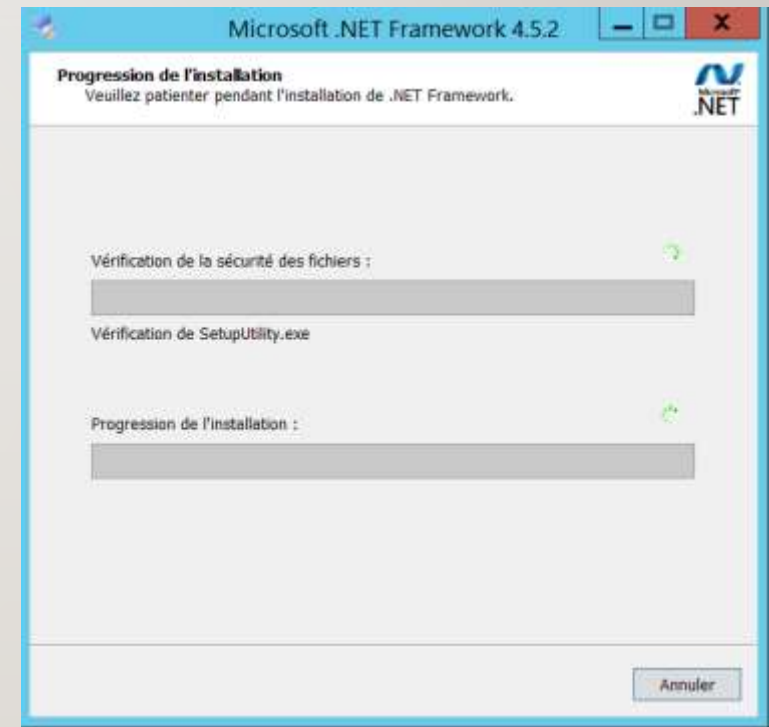 Microsoft .NET Framework 4.5.2
Progression de l'installation
Veuillez patienter pendant l'installation de .NET Framework.
Microsoft
.NET
Vérification de la sécurité des fichiers :
Vérification de SetupUtility.exe
Progression de l'installation :
Annuler